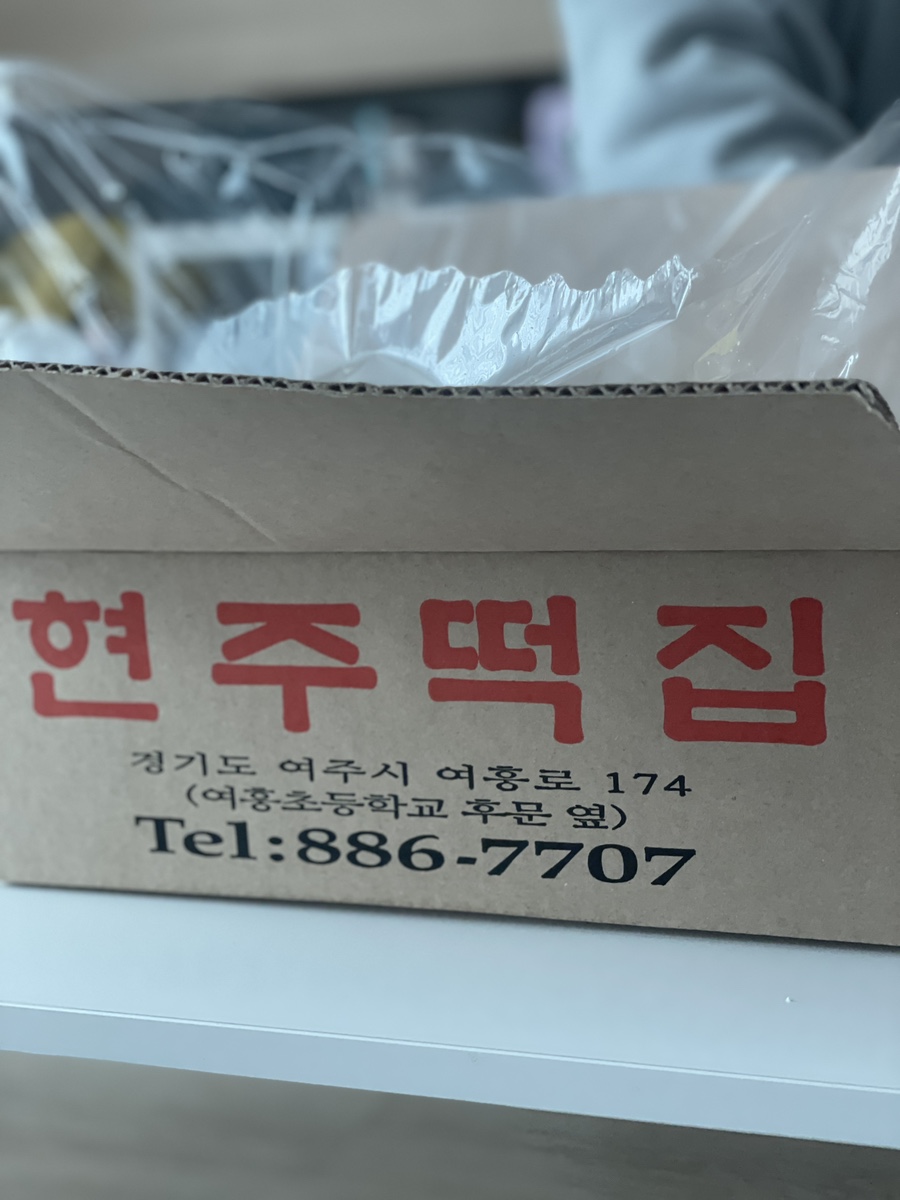 현주떡집
경기도 여주시 여흥로 174
(여흥초등학교 후문 옆)
Tel:886-7707